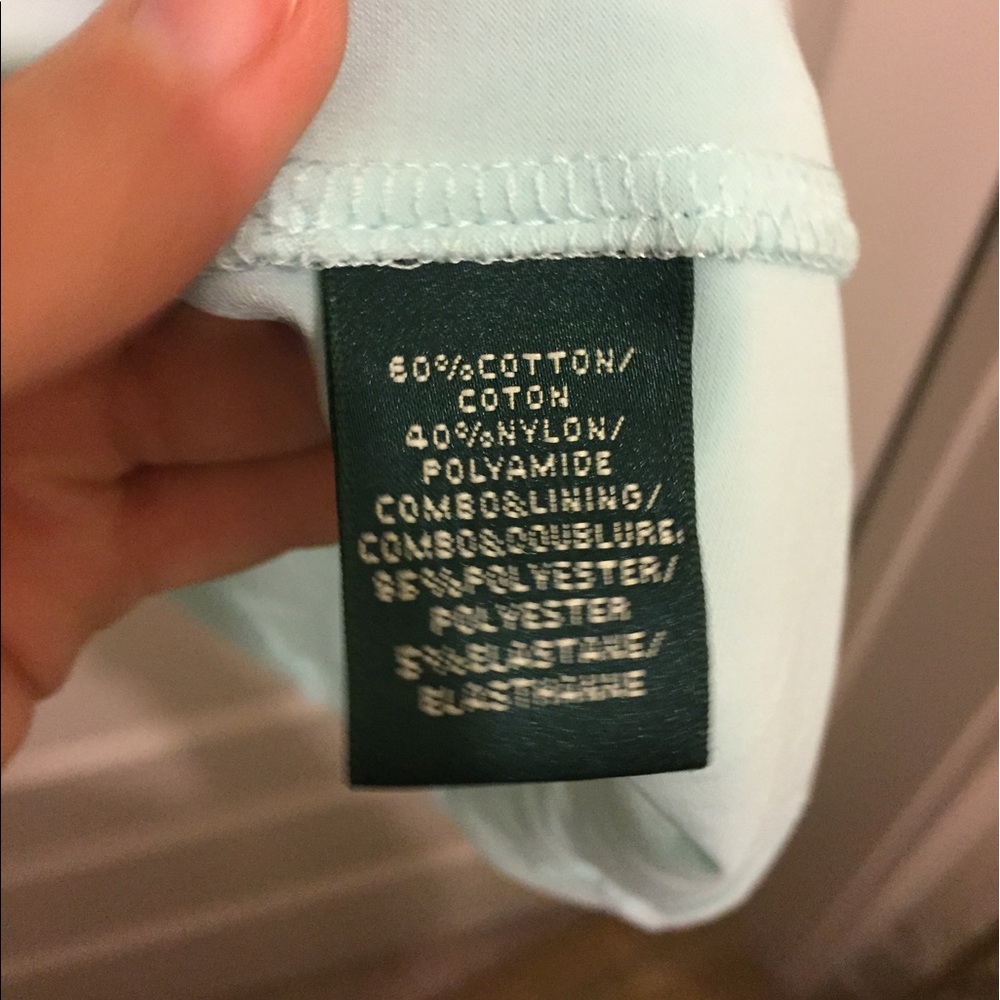 60%COTTON/
COTON
40%NYLON/
POLYAMIDE
COMBO&LINING/
COMBO&DOUBLURE:
POLYESTER/
POLYESTER
ELASTANE/
ELASTHANNE